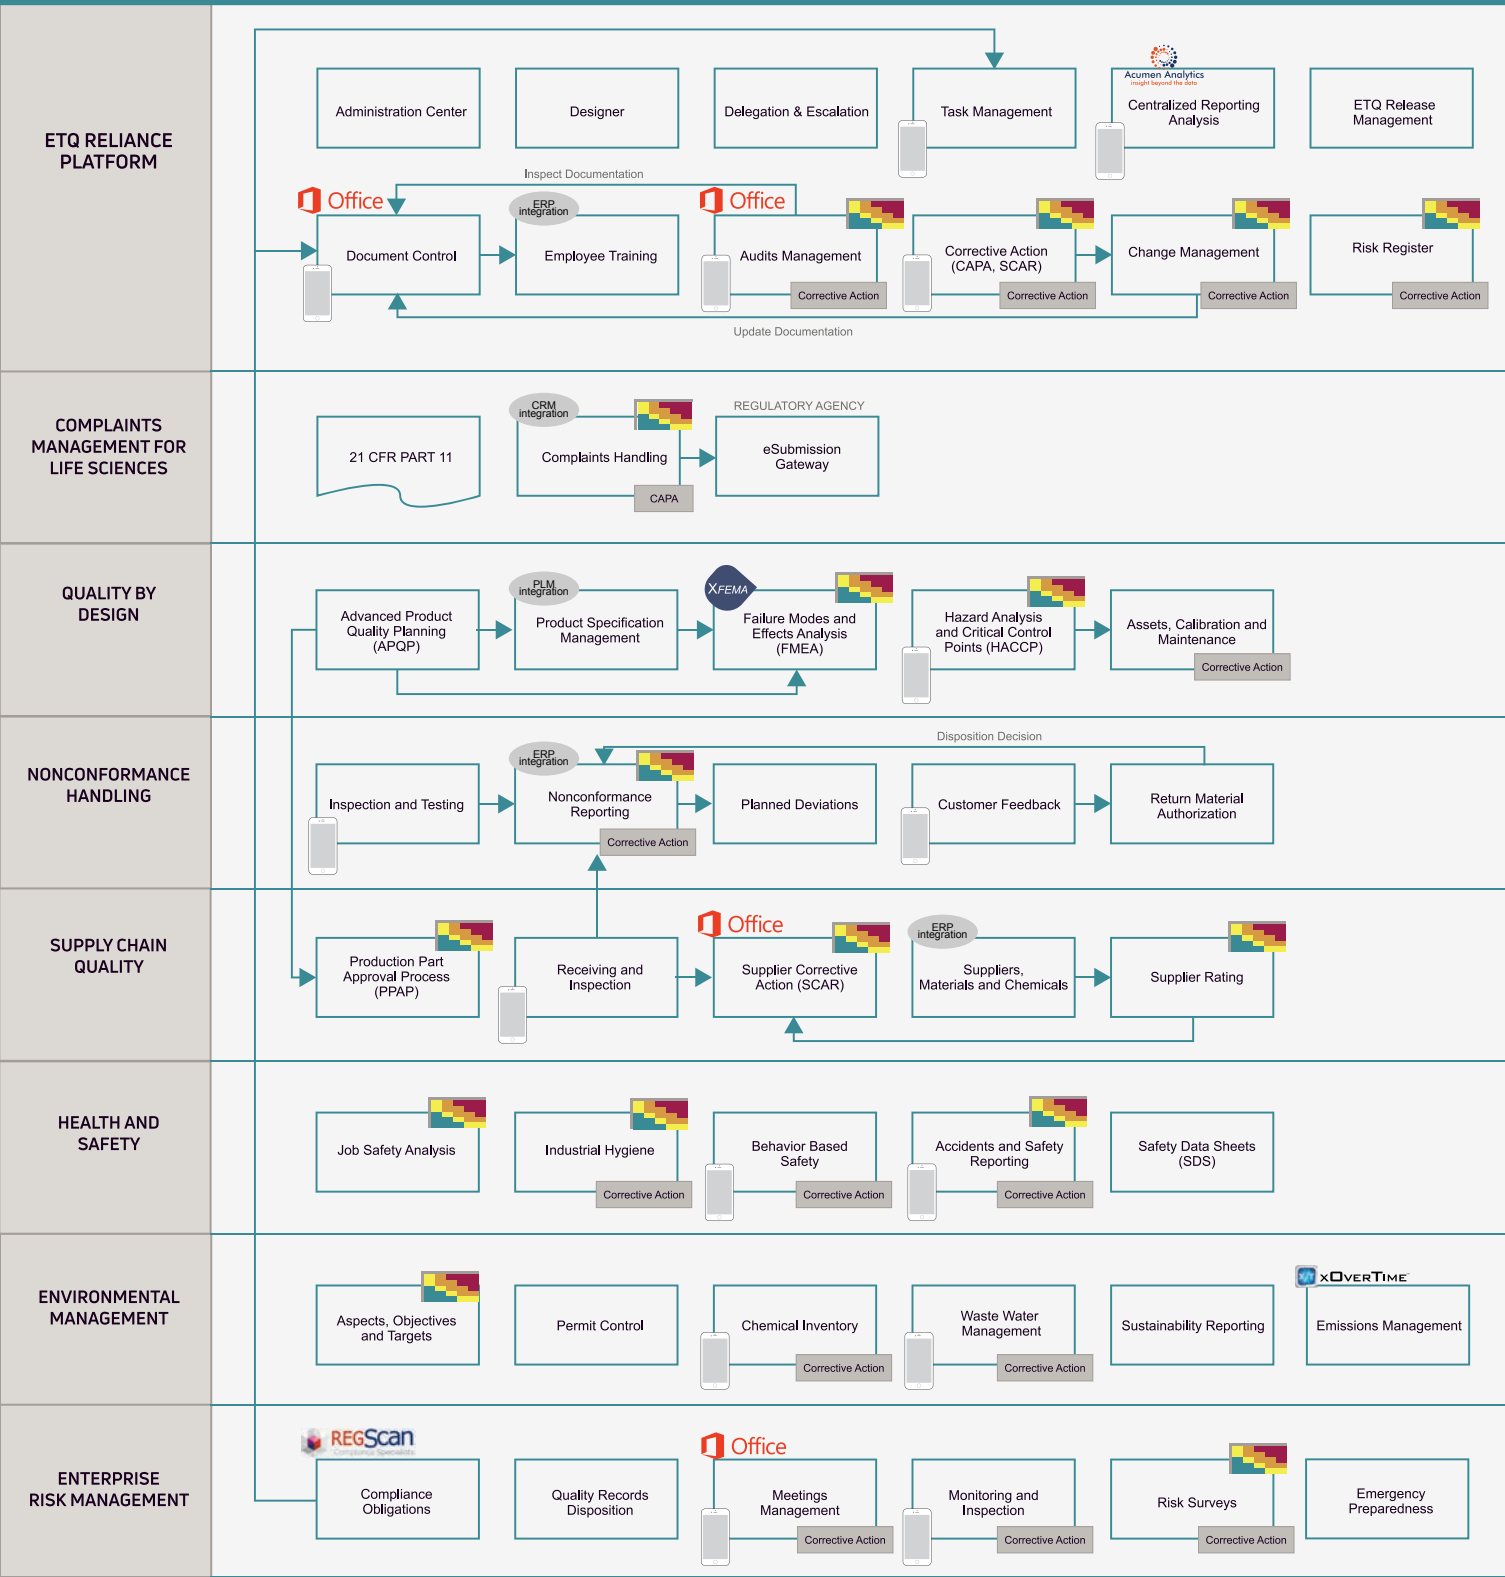 ETQ RELIANCE
PLATFORM
Administration Center
Designer
Delegation & Escalation
Task Management
Acumen Analytics
insight beyond the data
Centralized Reporting
Analysis
ETQ Release
Management
Inspect Documentation
Office
Document Control
ERP
integration
Employee Training
Office
Audits Management
Corrective Action
Corrective Action
(CAPA, SCAR)
Corrective Action
Change Management
Corrective Action
Risk Register
Corrective Action
Update Documentation
COMPLAINTS
MANAGEMENT FOR
LIFE SCIENCES
21 CFR PART 11
CRM
integration
Complaints Handling
CAPA
REGULATORY AGENCY
eSubmission
Gateway
QUALITY BY
DESIGN
Advanced Product
Quality Planning
(APQP)
PLM
integration
Product Specification
Management
XFEMA
Failure Modes and
Effects Analysis
(FMEA)
Hazard Analysis
and Critical Control
Points (HACCP)
Assets, Calibration and
Maintenance
Corrective Action
NONCONFORMANCE
HANDLING
Disposition Decision
Inspection and Testing
ERP
integration
Nonconformance
Reporting
Corrective Action
Planned Deviations
Customer Feedback
Return Material
Authorization
SUPPLY CHAIN
QUALITY
Production Part
Approval Process
(PPAP)
Receiving and
Inspection
Office
Supplier Corrective
Action (SCAR)
ERP
integration
Suppliers,
Materials and Chemicals
Supplier Rating
HEALTH AND
SAFETY
Job Safety Analysis
Industrial Hygiene
Corrective Action
Behavior Based
Safety
Corrective Action
Accidents and Safety
Reporting
Corrective Action
Safety Data Sheets
(SDS)
ENVIRONMENTAL
MANAGEMENT
Aspects, Objectives
and Targets
Permit Control
Chemical Inventory
Corrective Action
Waste Water
Management
Corrective Action
Sustainability Reporting
xOverTime
Emissions Management
ENTERPRISE
RISK MANAGEMENT
REGScan
Compliance Specialists
Compliance
Obligations
Quality Records
Disposition
Office
Meetings
Management
Corrective Action
Monitoring and
Inspection
Corrective Action
Risk Surveys
Corrective Action
Emergency
Preparedness